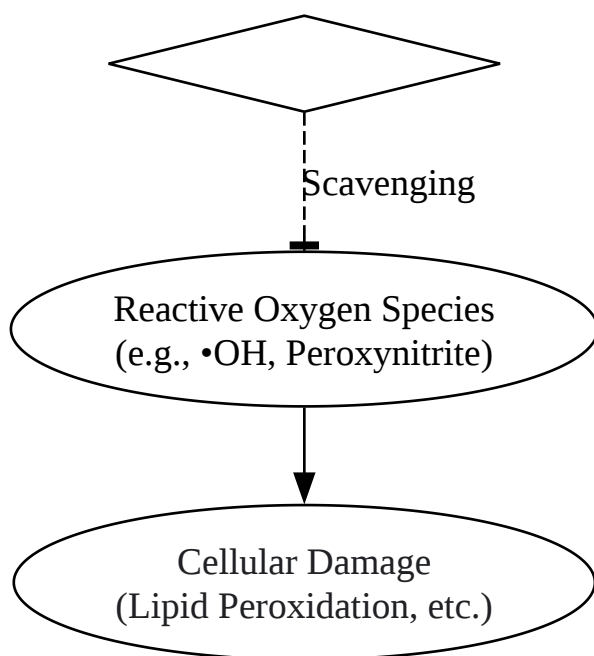 Scavenging
Reactive Oxygen Species
(e.g., •OH, Peroxynitrite)
Cellular Damage
(Lipid Peroxidation, etc.)